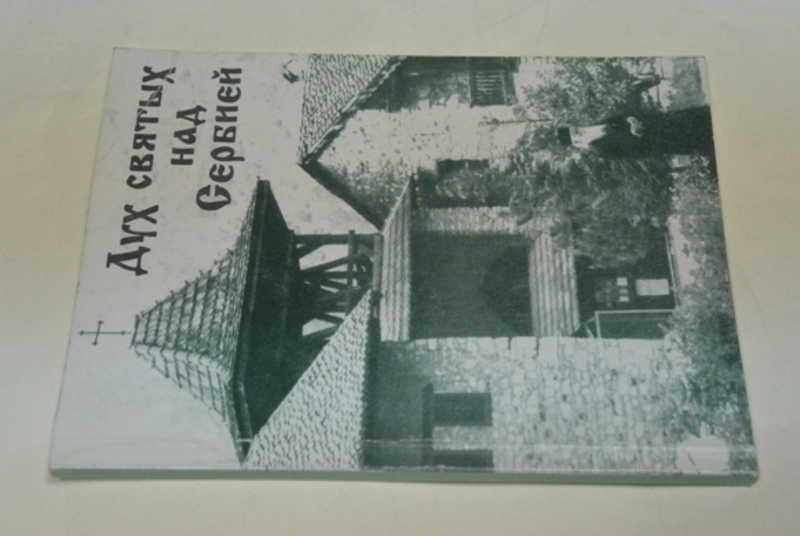 Дух святых
над
Сербией